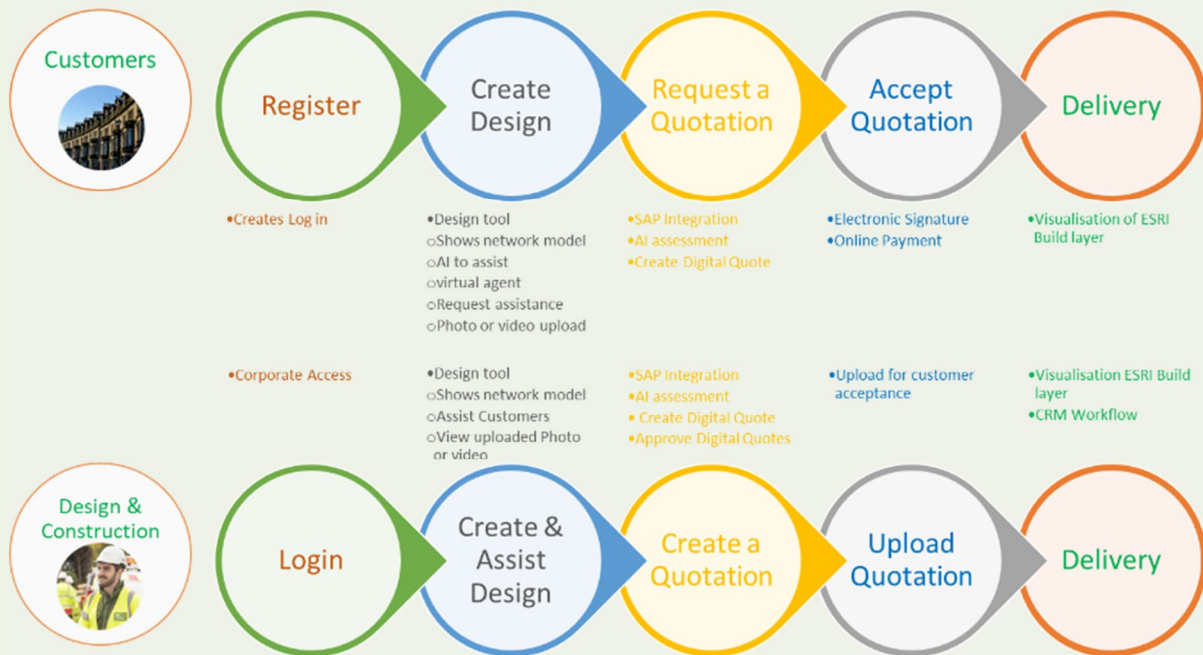 Customers
Register
Create
Design
Request a
Quotation
Accept
Quotation
Delivery
•Creates Log in
•Design tool
oShows network model
oAI to assist
ovirtual agent
oRequest assistance
oPhoto or video upload
•SAP Integration
•AI assessment
•Create Digital Quote
•Electronic Signature
•Online Payment
•Visualisation of ESRI
Build layer
•Corporate Access
•Design tool
oShows network model
oAssist Customers
oView uploaded Photo
or video
•SAP Integration
•AI assessment
• Create Digital Quote
•Approve Digital Quotes
•Upload for customer
acceptance
•Visualisation ESRI Build
layer
•CRM Workflow
Design &
Construction
Login
Create &
Assist
Design
Create a
Quotation
Upload
Quotation
Delivery